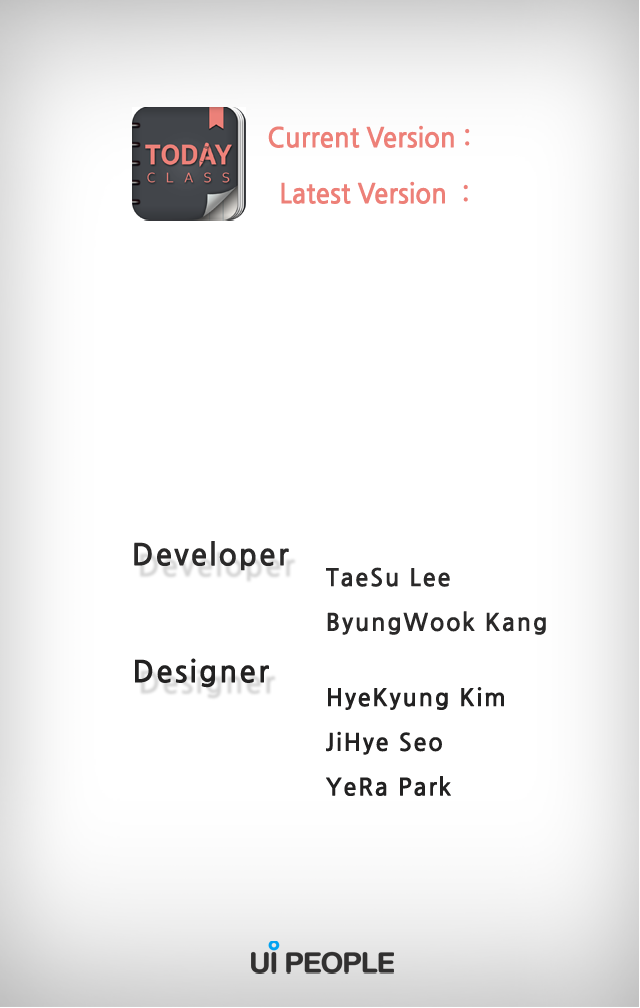 TODAY
CLASS
Current Version :
Latest Version :
Developer
TaeSu Lee
ByungWook Kang
Designer
HyeKyung Kim
JiHye Seo
YeRa Park
Ui PEOPLE